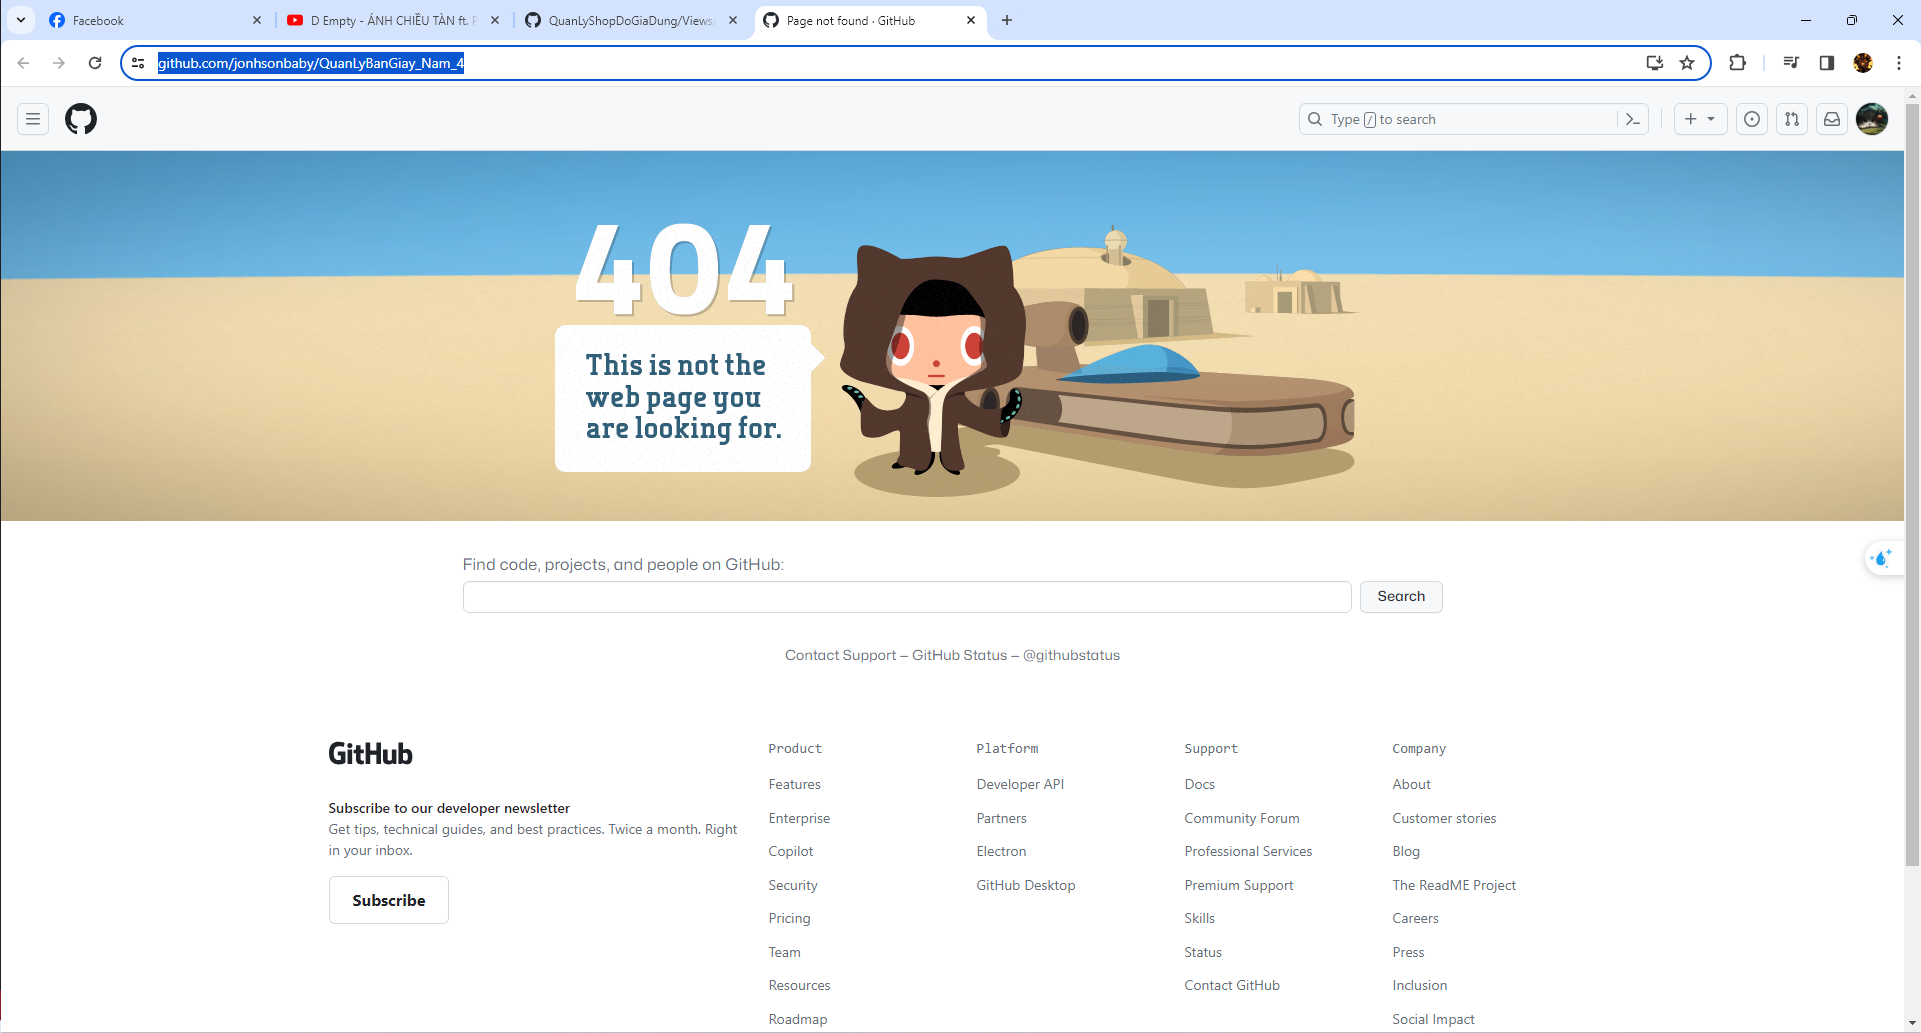 Facebook
D Empty - ÁNH CHIỀU TÀN ft. P
QuanLyShopDoGiaDung/Views/
Page not found · GitHub
github.com/jonhsonbaby/QuanLyBanGiay_Nam_4
Type / to search
404
This is not the
web page you
are looking for.
Find code, projects, and people on GitHub:
Search
Contact Support — GitHub Status — @githubstatus
GitHub
Subscribe to our developer newsletter
Get tips, technical guides, and best practices. Twice a month. Right
in your inbox.
Subscribe
Product
Features
Enterprise
Copilot
Security
Pricing
Team
Resources
Roadmap
Platform
Developer API
Partners
Electron
GitHub Desktop
Support
Docs
Community Forum
Professional Services
Premium Support
Skills
Status
Contact GitHub
Company
About
Customer stories
Blog
The ReadME Project
Careers
Press
Inclusion
Social Impact